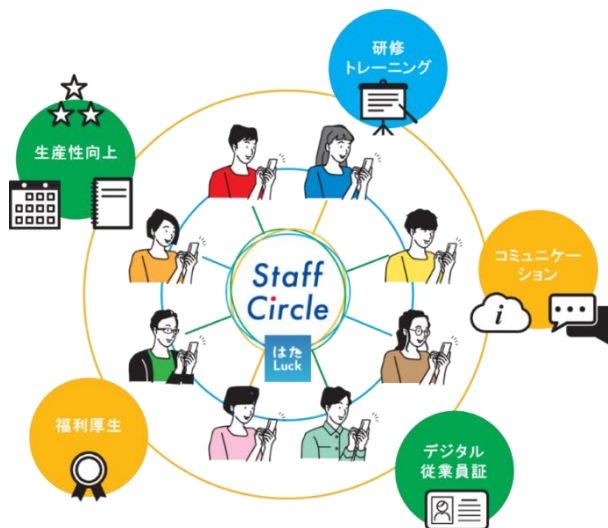 研修
トレーニング
生産性向上
コミュニケー
ション
Staff
Circle
はた
Luck
i
福利厚生
デジタル
従業員証